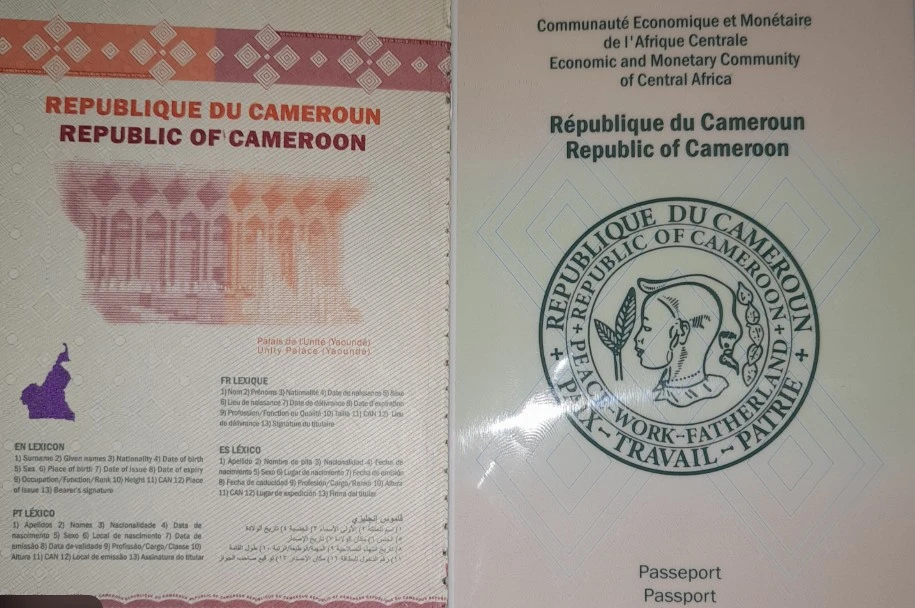 REPUBLIQUE DU CAMEROUN
REPUBLIC OF CAMEROON
Palais de l'Unité (Yaoundé)
Unity Palace (Yaounde)
FR LEXIQUE
1) Nom 2) Prénoms 3) Nationalité 4) Date de naissance 5) Sexe
6) Lieu de naissance 7) Date de délivrance 8) Date d'expiration
9) Profession/Fonction ou Qualité 10) Taille 11) CAN 12) Lieu
de délivrance 13) Signature du titulaire
EN LEXICON
1) Surname 2) Given names 3) Nationality 4) Date of birth
5) Sex 6) Place of birth 7) Date of issue 8) Date of expiry
9) Occupation/Function/Rank 10) Height 11) CAN 12) Place
of issue 13) Bearer's signature
ES LÉXICO
1) Apellido 2) Nombre de pila 3) Nacionalidad 4) Fecha de
nacimiento 5) Sexo 6) Lugar de nacimiento 7) Fecha de emisión
8) Fecha de caducidad 9) Profesión/Cargo/Rango 10) Altura
11) CAN 12) Lugar de expedición 13) Firma del titular
PT LÉXICO
1) Apelidos 2) Nomes 3) Nacionalidade 4) Data de
nascimento 5) Sexo 6) Local de nascimento 7) Data de
emissão 8) Data de validade 9) Profissão/Cargo/Classe 10)
Altura 11) CAN 12) Local de emissão 13) Assinatura do titular
قاموس إنجليزي
Communauté Economique et Monétaire
de l'Afrique Centrale
Economic and Monetary Community
of Central Africa
République du Cameroun
Republic of Cameroon
REPUBLIQUE DU CAMEROUN
REPUBLIC OF CAMEROON
PEACE-WORK-FATHERLAND
PAIX-TRAVAIL-PATRIE
Passeport
Passport